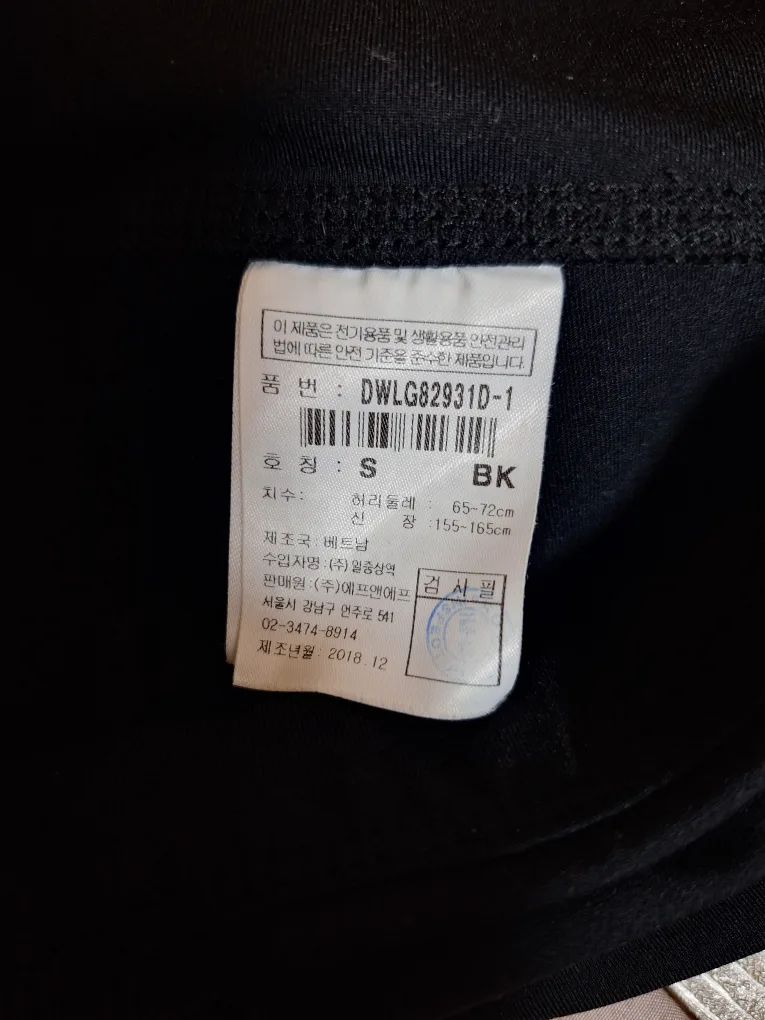 이 제품은 전기용품 및 생활용품 안전관리
법에 따른 안전 기준을 준수한 제품입니다.
품 번 : DWLG82931D-1
호 칭 : S BK
치수: 허리둘레 : 65~72cm
신 장 :155~165cm
제조국:베트남
수입자명:(주)일중상역
판매원:(주)에프앤에프
서울시 강남구 언주로 541
02-3474-8914
제조년월: 2018.12
검 사 필